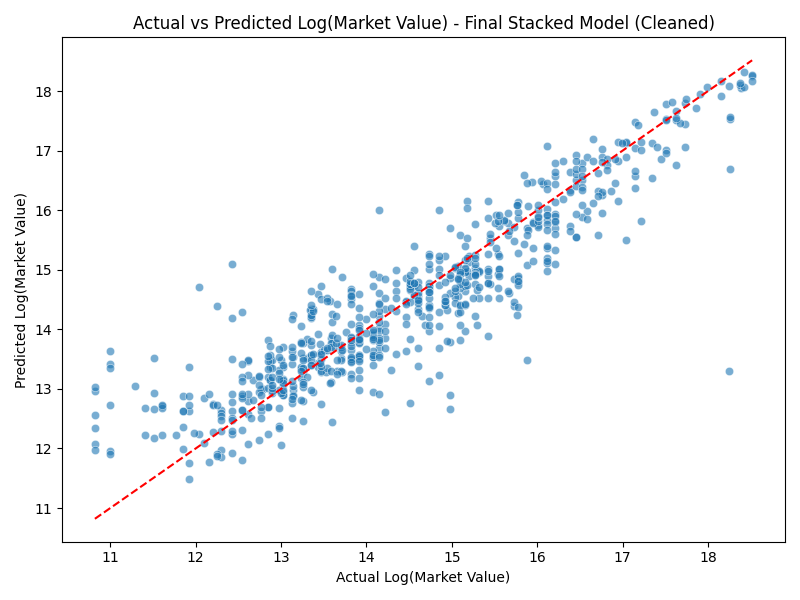 Actual vs Predicted Log(Market Value) - Final Stacked Model (Cleaned)
Predicted Log(Market Value)
18
17
16
15
14
13
12
11
11 12 13 14 15 16 17 18
Actual Log(Market Value)